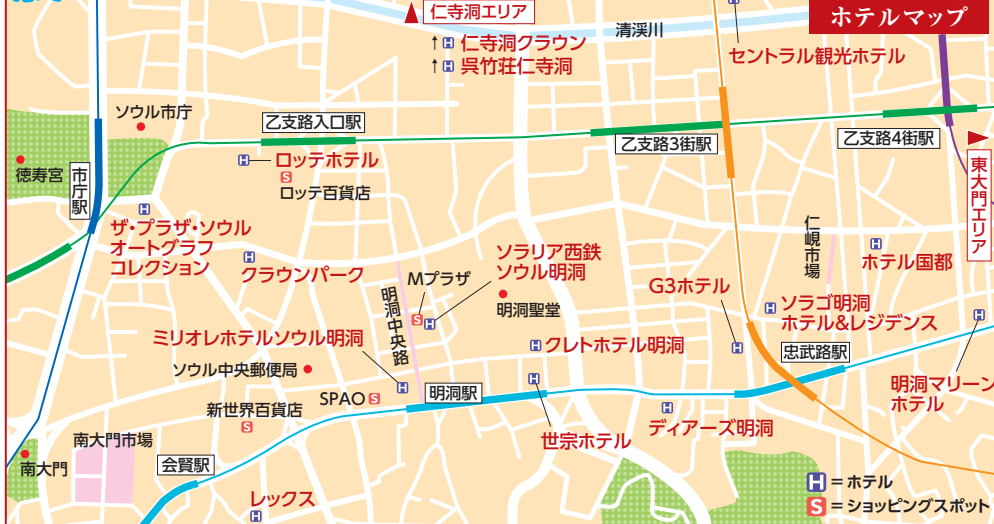 仁寺洞エリア
ホテルマップ
清渓川
↑H 仁寺洞クラウン
↑H 呉竹荘仁寺洞
H
セントラル観光ホテル
ソウル市庁
乙支路入口駅
乙支路3街駅
乙支路4街駅
徳寿宮
市庁駅
H
ロッテホテル
S
ロッテ百貨店
東大門エリア
H
ザ・プラザ・ソウル
オートグラフ
コレクション
H
クラウンパーク
ソラリア西鉄
ソウル明洞
Mプラザ
S H
明洞聖堂
明洞中央路
仁峴市場
H
ホテル国都
G3ホテル
H
H
ソラゴ明洞
ホテル&レジデンス
H
ミリオレホテルソウル明洞
H クレトホテル明洞
忠武路駅
ソウル中央郵便局
H
SPAO S
明洞駅
H
明洞マリーン
ホテル
新世界百貨店
S
H
ディアーズ明洞
世宗ホテル
南大門市場
南大門
会賢駅
レックス
H
H=ホテル
S=ショッピングスポット